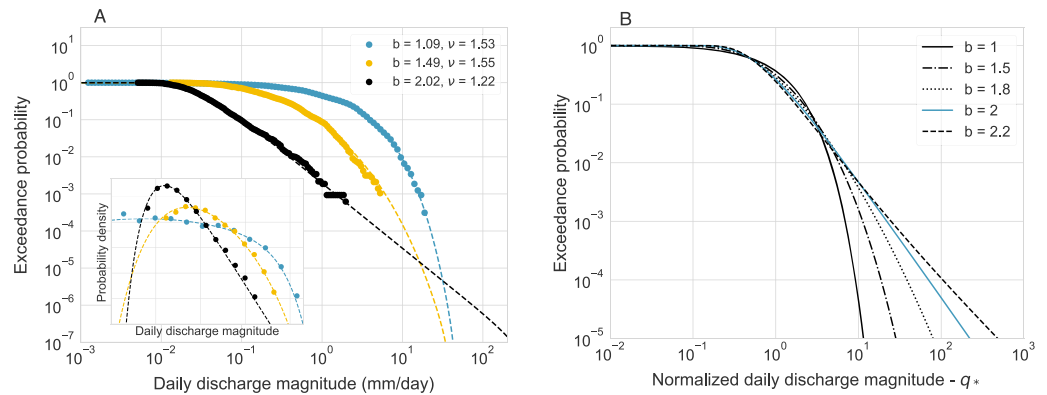 A
Exceedance probability
10^1
10^0
10^-1
10^-2
10^-3
10^-4
10^-5
10^-6
10^-7
b = 1.09, ν = 1.53
b = 1.49, ν = 1.55
b = 2.02, ν = 1.22
Probability density
Daily discharge magnitude
10^-3 10^-2 10^-1 10^0 10^1 10^2
Daily discharge magnitude (mm/day)
B
Exceedance probability
10^0
10^-1
10^-2
10^-3
10^-4
10^-5
b = 1
b = 1.5
b = 1.8
b = 2
b = 2.2
10^-2 10^-1 10^0 10^1 10^2 10^3
Normalized daily discharge magnitude - q*